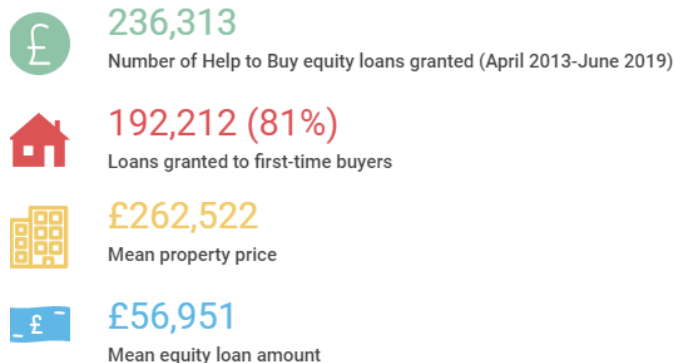 £
236,313
Number of Help to Buy equity loans granted (April 2013-June 2019)
192,212 (81%)
Loans granted to first-time buyers
£262,522
Mean property price
£
£56,951
Mean equity loan amount